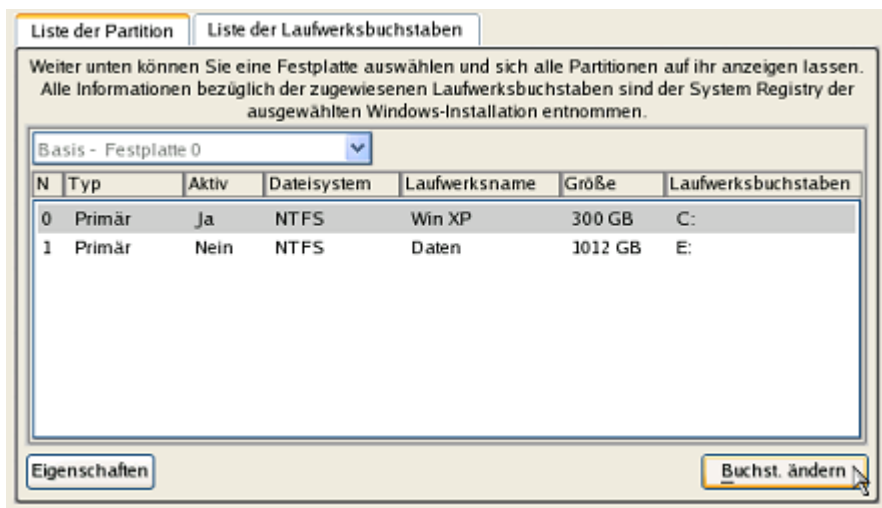 Liste der Partition
Liste der Laufwerksbuchstaben
Weiter unten können Sie eine Festplatte auswählen und sich alle Partitionen auf ihr anzeigen lassen.
Alle Informationen bezüglich der zugewiesenen Laufwerksbuchstaben sind der System Registry der
ausgewählten Windows-Installation entnommen.
Basis - Festplatte 0
N Typ Aktiv Dateisystem Laufwerksname Größe Laufwerksbuchstaben
0 Primär Ja NTFS Win XP 300 GB C:
1 Primär Nein NTFS Daten 1012 GB E:
Eigenschaften
Buchst. ändern